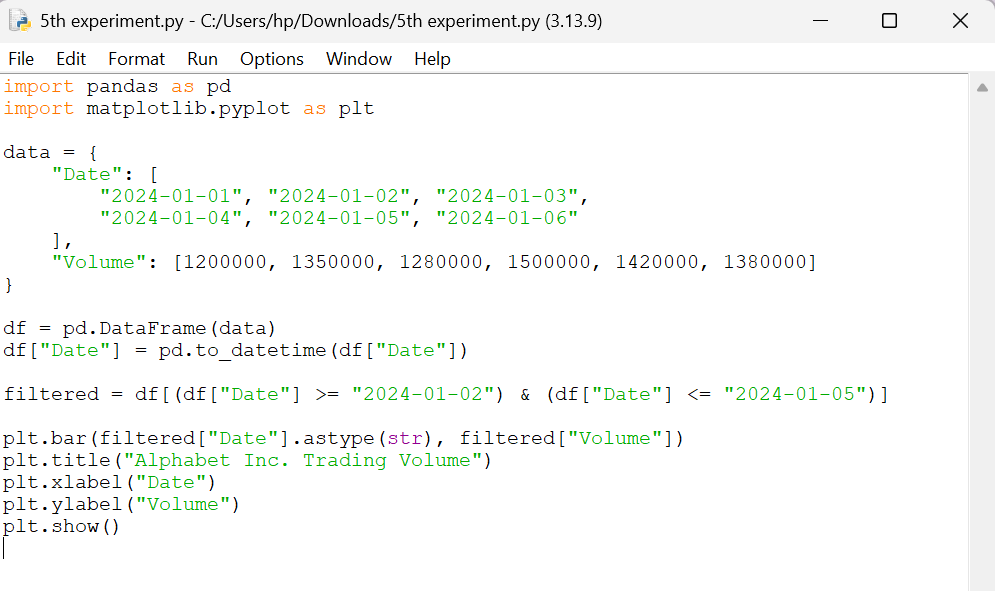 5th experiment.py - C:/Users/hp/Downloads/5th experiment.py (3.13.9)
File Edit Format Run Options Window Help
import pandas as pd
import matplotlib.pyplot as plt

data = {
    "Date": [
        "2024-01-01", "2024-01-02", "2024-01-03",
        "2024-01-04", "2024-01-05", "2024-01-06"
    ],
    "Volume": [1200000, 1350000, 1280000, 1500000, 1420000, 1380000]
}

df = pd.DataFrame(data)
df["Date"] = pd.to_datetime(df["Date"])

filtered = df[(df["Date"] >= "2024-01-02") & (df["Date"] <= "2024-01-05")]

plt.bar(filtered["Date"].astype(str), filtered["Volume"])
plt.title("Alphabet Inc. Trading Volume")
plt.xlabel("Date")
plt.ylabel("Volume")
plt.show()